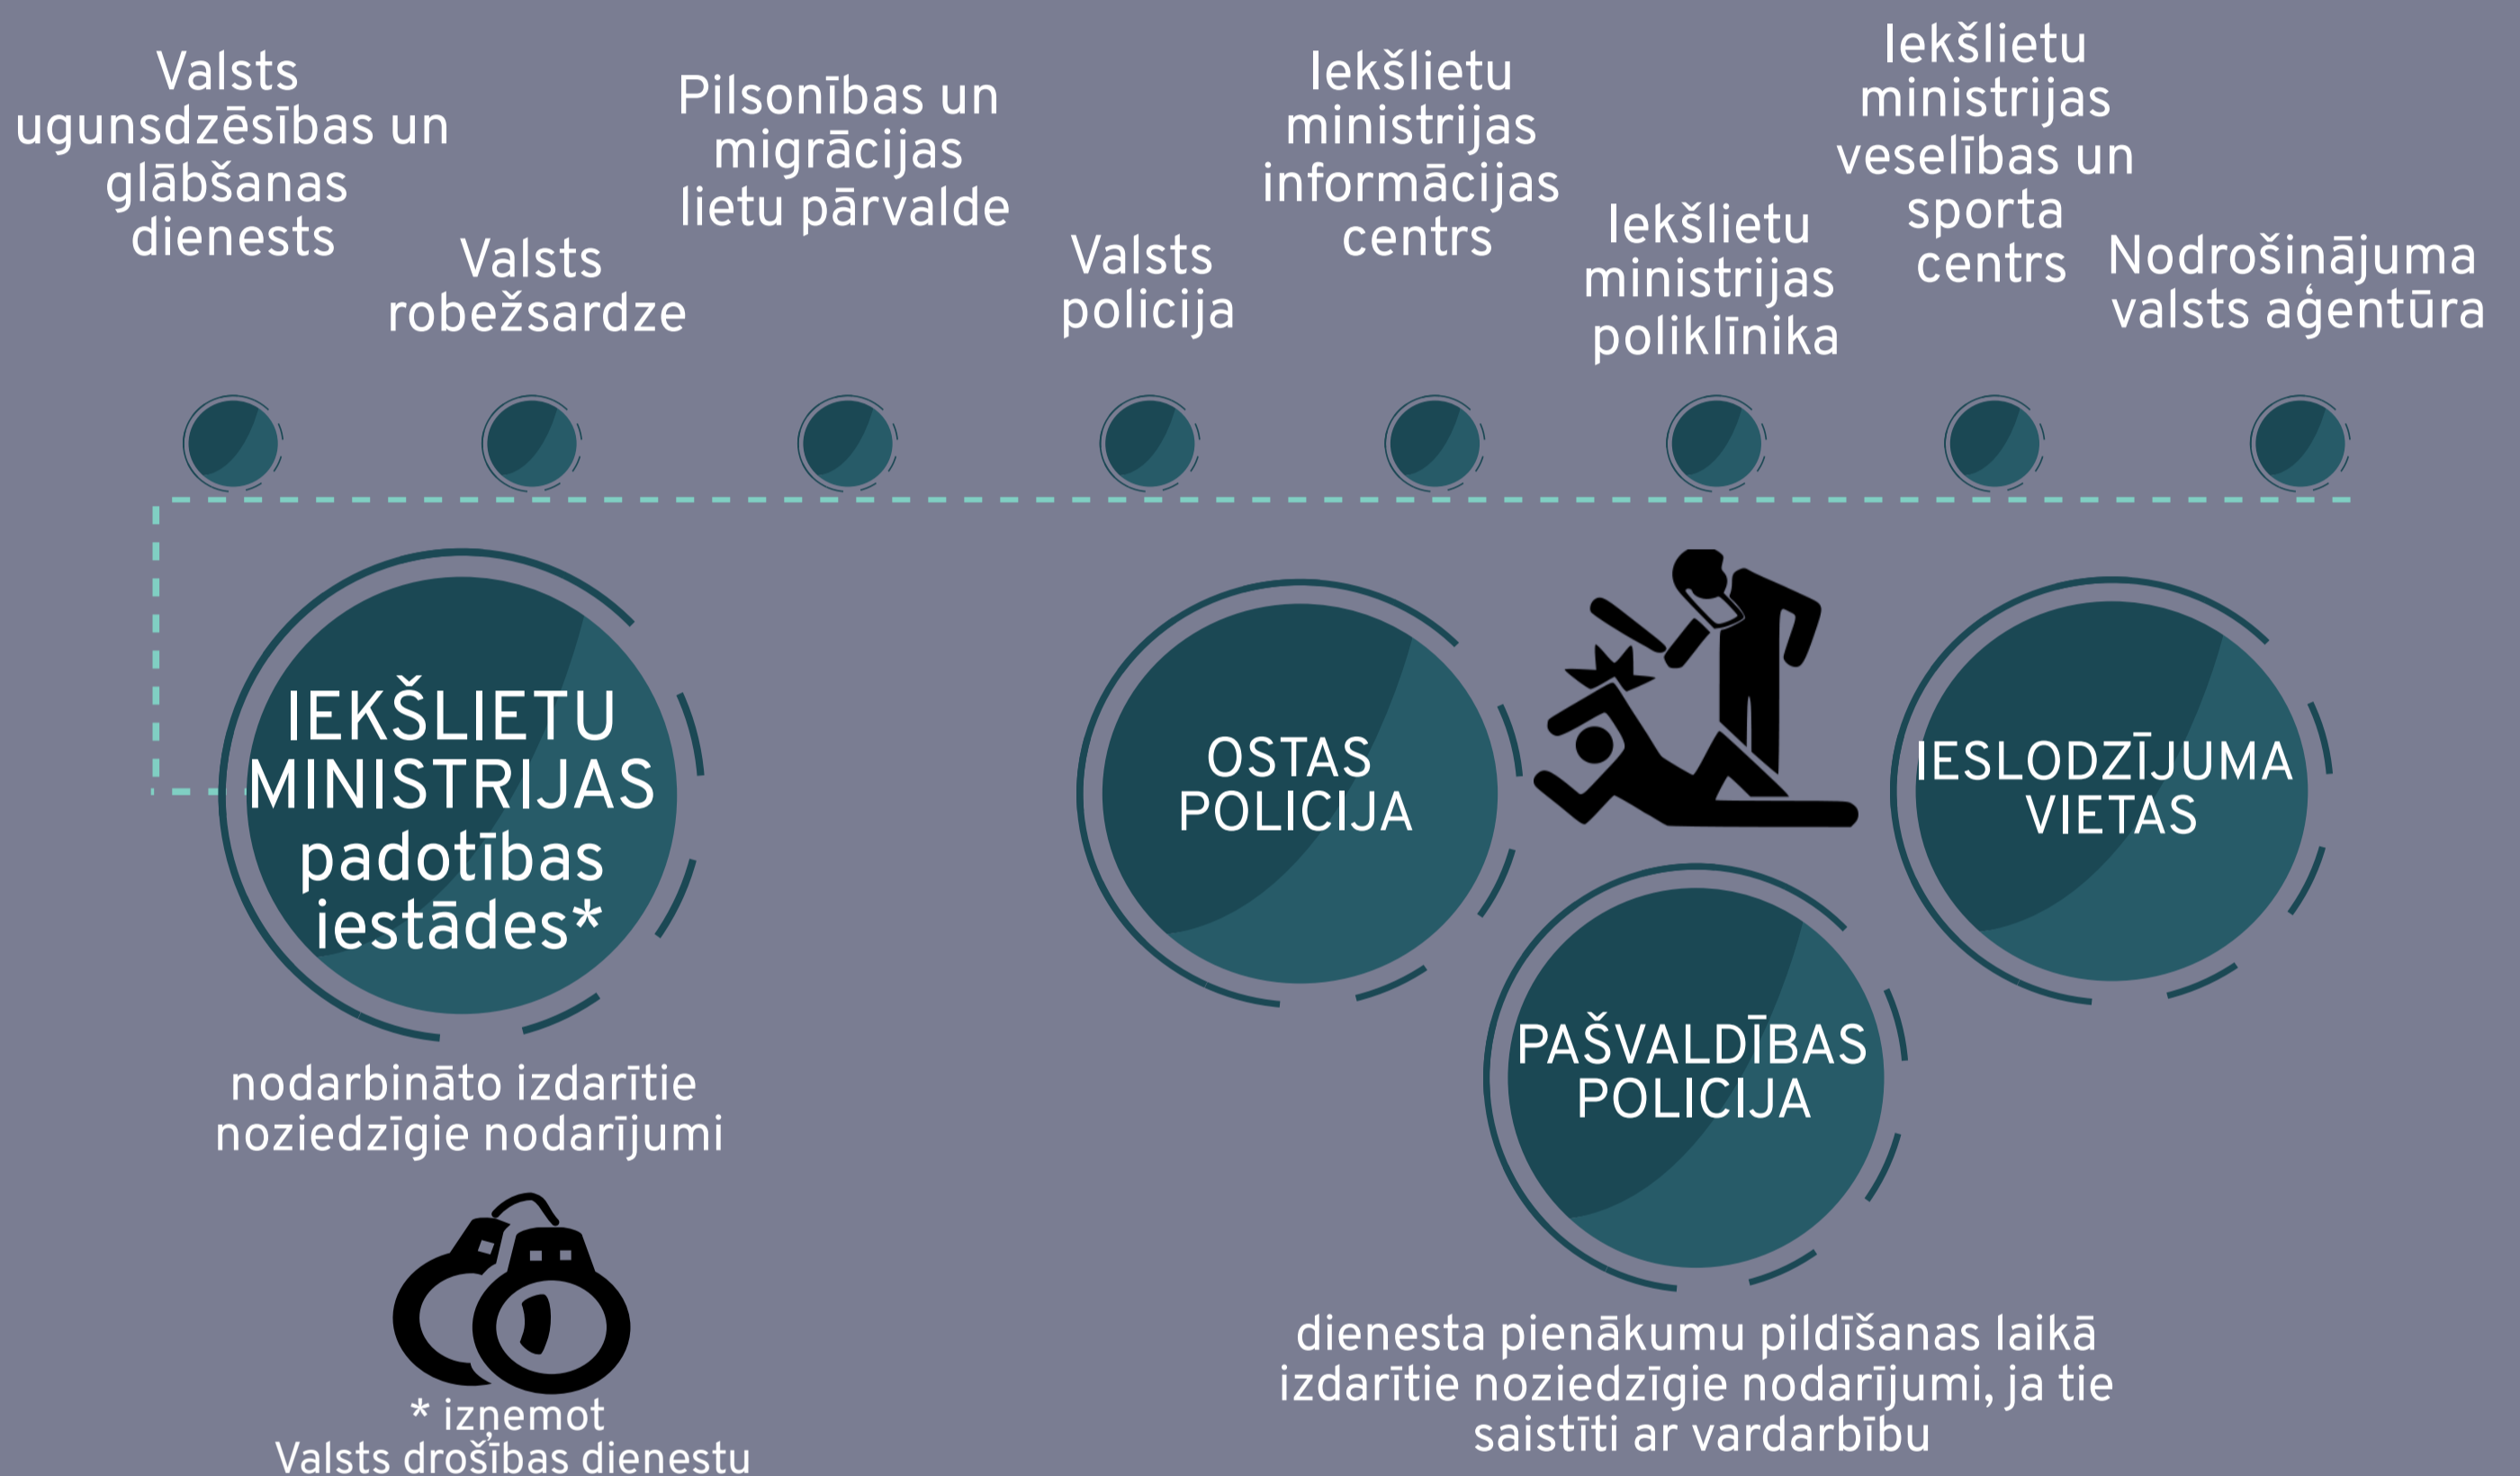 Valsts
ugunsdzēsības un
glābšanas
dienests
Valsts
robežsardze
Pilsonības un
migrācijas
lietu pārvalde
Valsts
policija
Iekšlietu
ministrijas
informācijas
centrs
Iekšlietu
ministrijas
poliklīnika
Iekšlietu
ministrijas
veselības un
sporta
centrs
Nodrošinājuma
valsts aģentūra
IEKŠLIETU
MINISTRIJAS
padotības
iestādes*
nodarbināto izdarītie
noziedzīgie nodarījumi
* izņemot
Valsts drošības dienestu
OSTAS
POLICIJA
IESLODZĪJUMA
VIETAS
PAŠVALDĪBAS
POLICIJA
dienesta pienākumu pildīšanas laikā
izdarītie noziedzīgie nodarījumi, ja tie
saistīti ar vardarbību